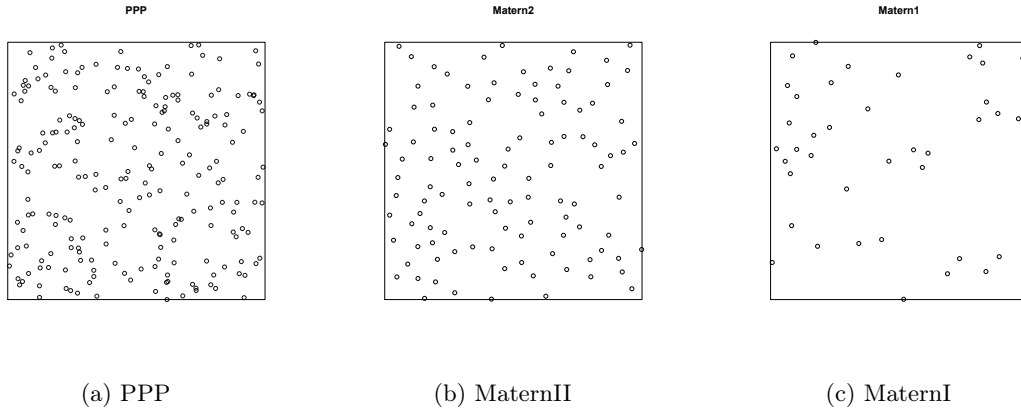 PPP
Matern2
Matern1
(a) PPP
(b) MaternII
(c) MaternI